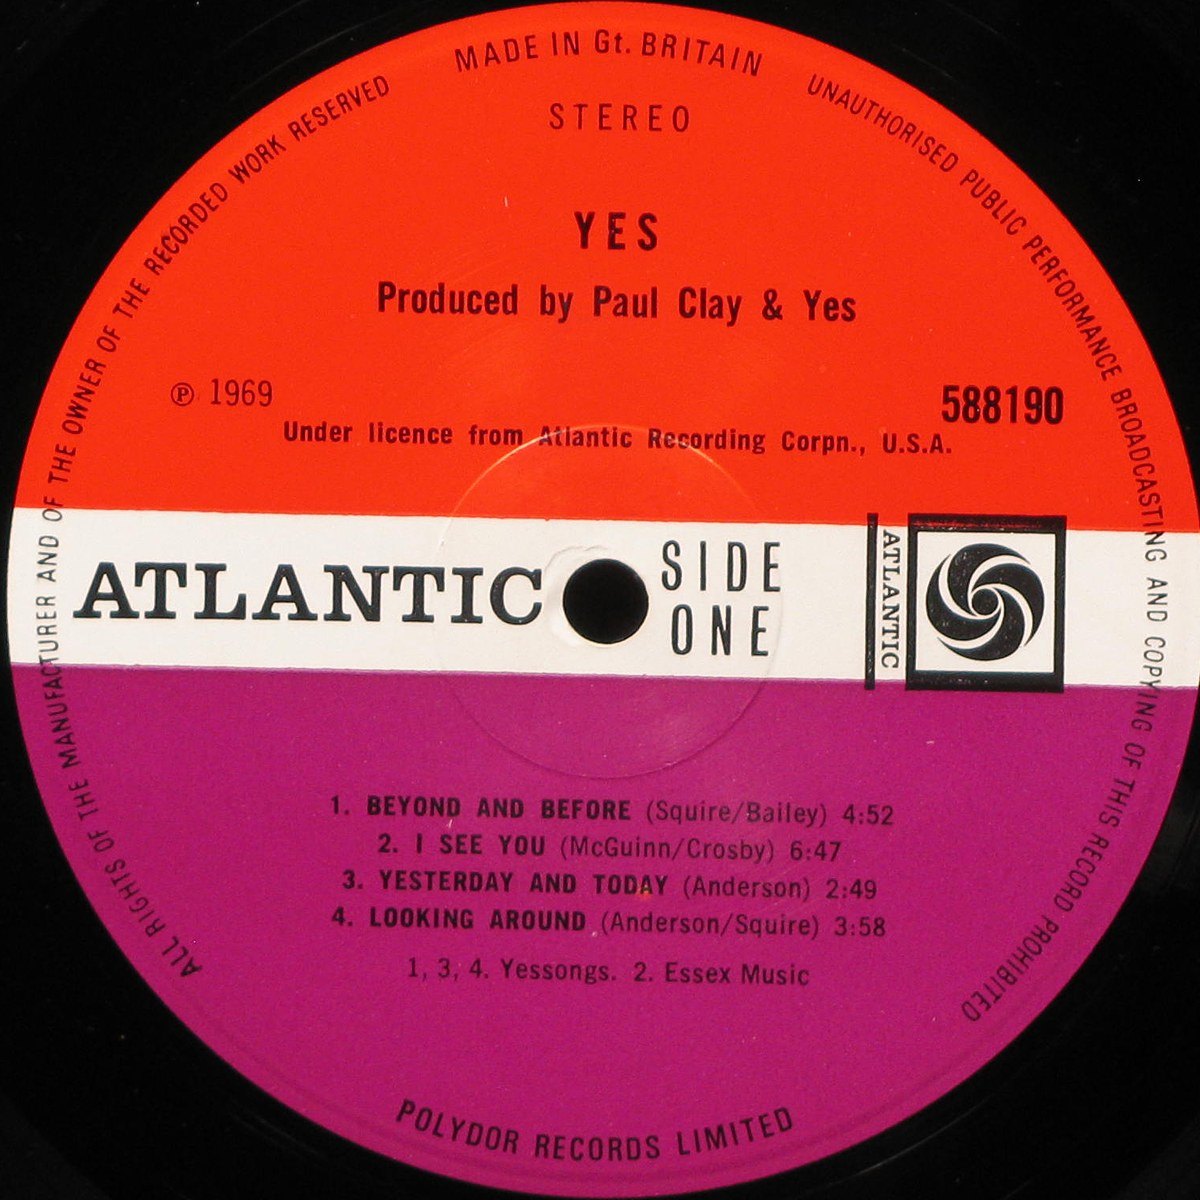 MADE IN Gt. BRITAIN
UNAUTHORISED PUBLIC PERFORMANCE BROADCASTING AND COPYING OF THIS RECORD PROHIBITED
ALL RIGHTS OF THE MANUFACTURER AND OF THE OWNER OF THE RECORDED WORK RESERVED
STEREO
YES
Produced by Paul Clay & Yes
℗ 1969
588190
Under licence from Atlantic Recording Corpn., U.S.A.
ATLANTIC
SIDE
ONE
ATLANTIC
1. BEYOND AND BEFORE (Squire/Bailey) 4:52
2. I SEE YOU (McGuinn/Crosby) 6:47
3. YESTERDAY AND TODAY (Anderson) 2:49
4. LOOKING AROUND (Anderson/Squire) 3:58
1, 3, 4. Yessongs. 2. Essex Music
POLYDOR RECORDS LIMITED